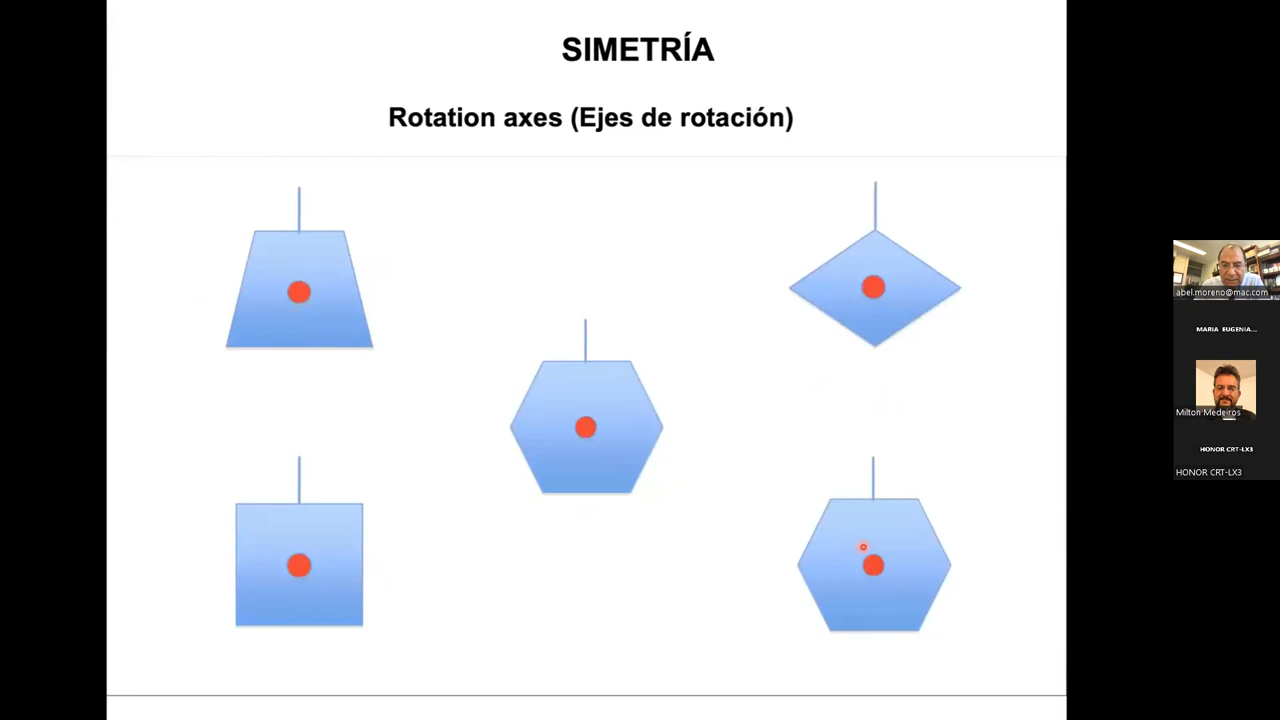 SIMETRÍA
Rotation axes (Ejes de rotación)
abel.moreno@mac.com
MARIA EUGENIA...
Milton Medeiros
HONOR CRT-LX3
HONOR CRT-LX3